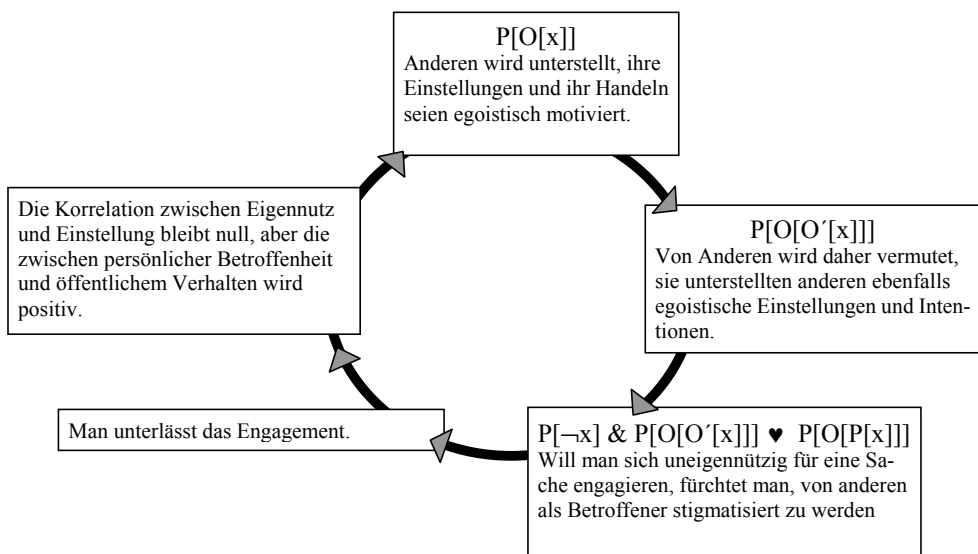 P[O[x]]
Anderen wird unterstellt, ihre
Einstellungen und ihr Handeln
seien egoistisch motiviert.
P[O[O´[x]]]
Von Anderen wird daher vermutet,
sie unterstellten anderen ebenfalls
egoistische Einstellungen und Inten-
tionen.
P[¬x] & P[O[O´[x]]] ♥ P[O[P[x]]]
Will man sich uneigennützig für eine Sa-
che engagieren, fürchtet man, von anderen
als Betroffener stigmatisiert zu werden
Man unterlässt das Engagement.
Die Korrelation zwischen Eigennutz
und Einstellung bleibt null, aber die
zwischen persönlicher Betroffenheit
und öffentlichem Verhalten wird
positiv.